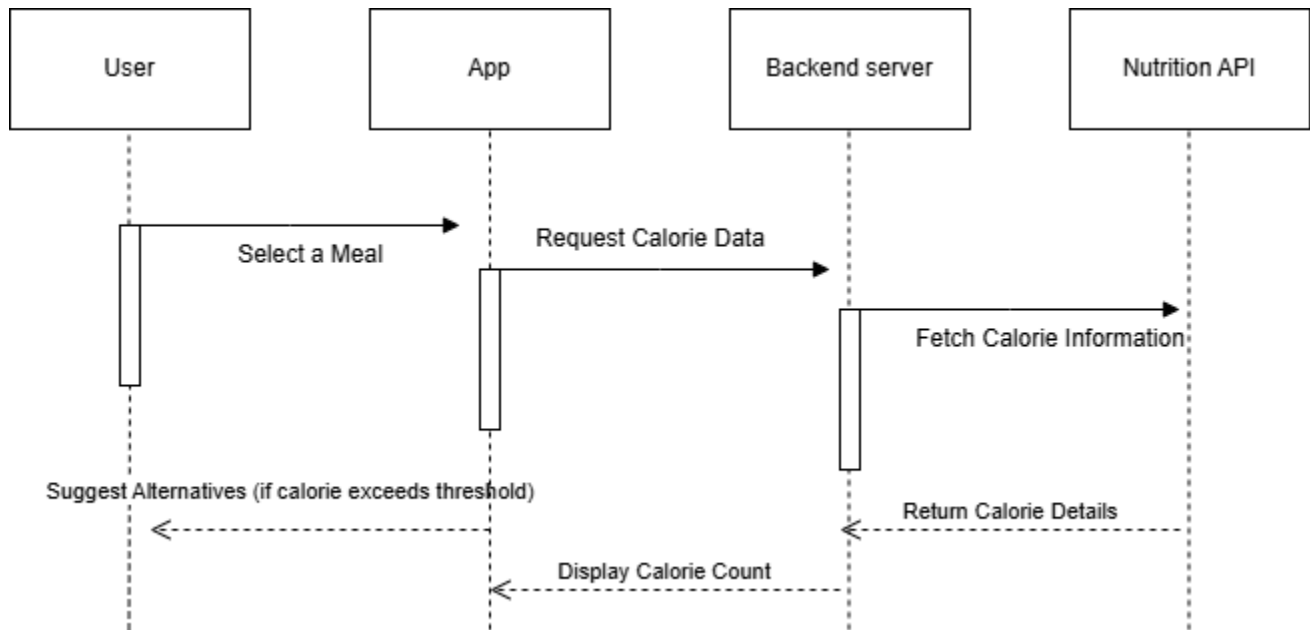 User
App
Backend server
Nutrition API
Select a Meal
Request Calorie Data
Fetch Calorie Information
Suggest Alternatives (if calorie exceeds threshold)
Return Calorie Details
Display Calorie Count